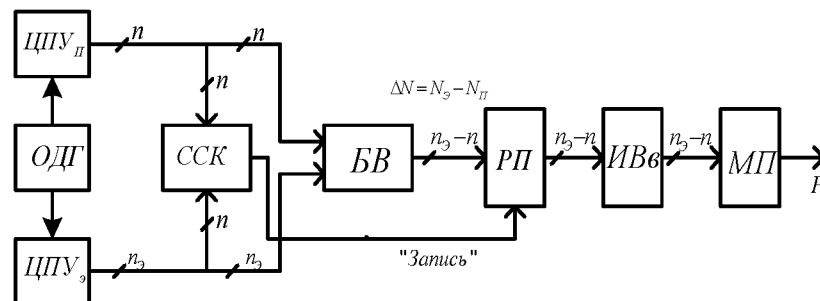 ЦПУП
n
n
n
ΔN=NЭ−NП
ОДГ
ССК
БВ
nЭ−n
РП
nЭ−n
ИВв
nЭ−n
МП
n
ЦПУэ
nЭ
nЭ
"Запись"